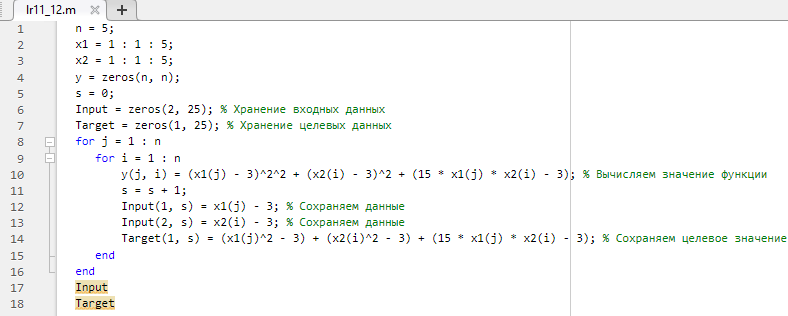 lr11_12.m
1 n = 5;
2 x1 = 1 : 1 : 5;
3 x2 = 1 : 1 : 5;
4 y = zeros(n, n);
5 s = 0;
6 Input = zeros(2, 25); % Хранение входных данных
7 Target = zeros(1, 25); % Хранение целевых данных
8 for j = 1 : n
9 for i = 1 : n
10 y(j, i) = (x1(j) - 3)^2^2 + (x2(i) - 3)^2 + (15 * x1(j) * x2(i) - 3); % Вычисляем значение функции
11 s = s + 1;
12 Input(1, s) = x1(j) - 3; % Сохраняем данные
13 Input(2, s) = x2(i) - 3; % Сохраняем данные
14 Target(1, s) = (x1(j)^2 - 3) + (x2(i)^2 - 3) + (15 * x1(j) * x2(i) - 3); % Сохраняем целевое значение
15 end
16 end
17 Input
18 Target